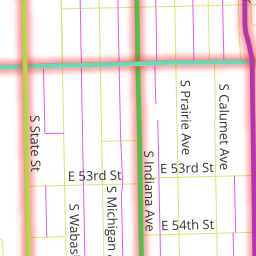 S State St
S Prairie Ave
S Calumet Ave
S Indiana Ave
E 53rd St
E 53rd St
S Michigan
S
E 54th St